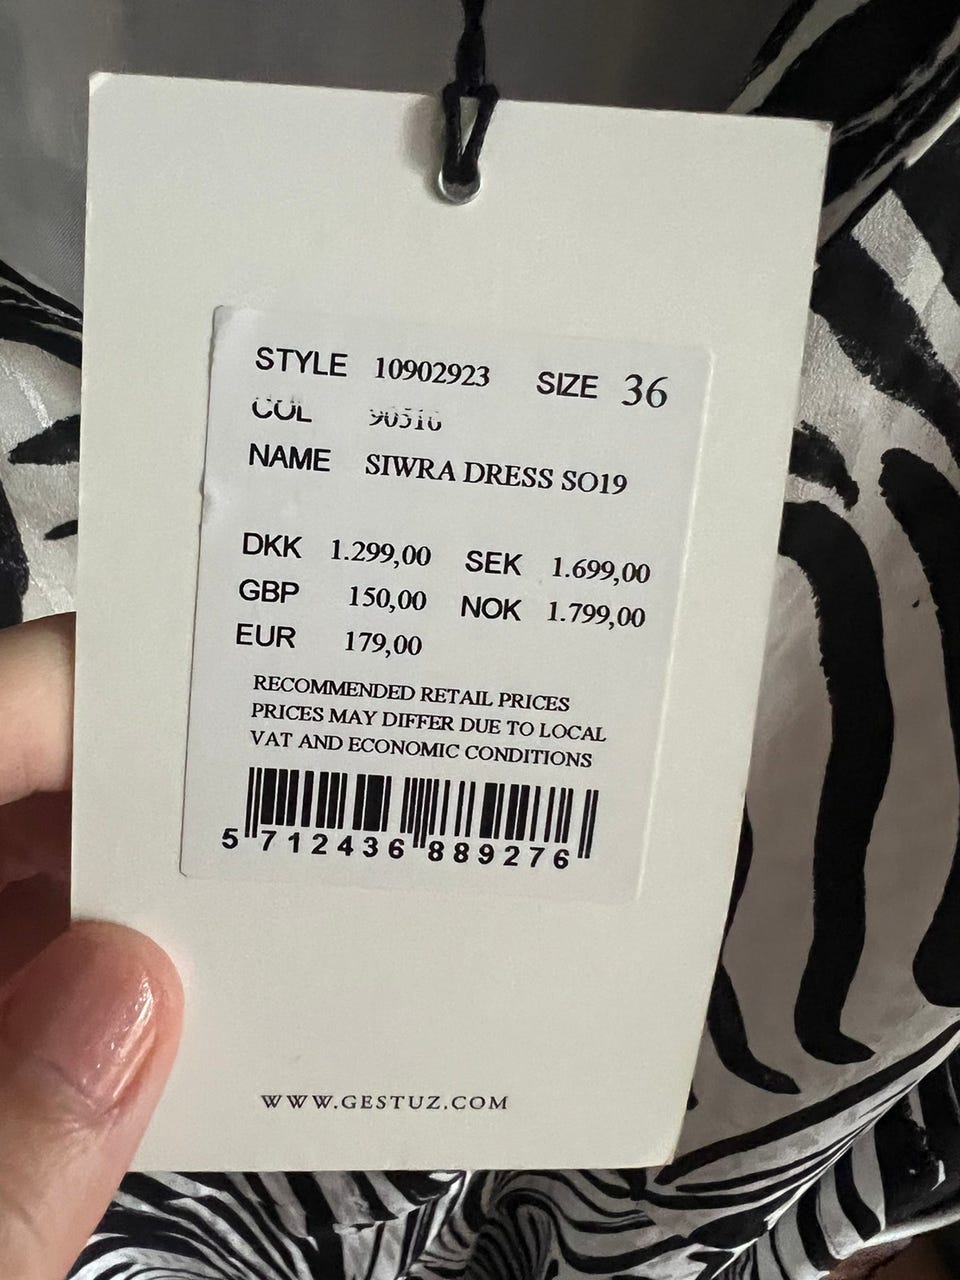 STYLE 10902923 SIZE 36
COL
NAME SIWRA DRESS SO19
DKK 1.299,00 SEK 1.699,00
GBP 150,00 NOK 1.799,00
EUR 179,00
RECOMMENDED RETAIL PRICES
PRICES MAY DIFFER DUE TO LOCAL
VAT AND ECONOMIC CONDITIONS
5 712436 889276
WWW.GESTUZ.COM